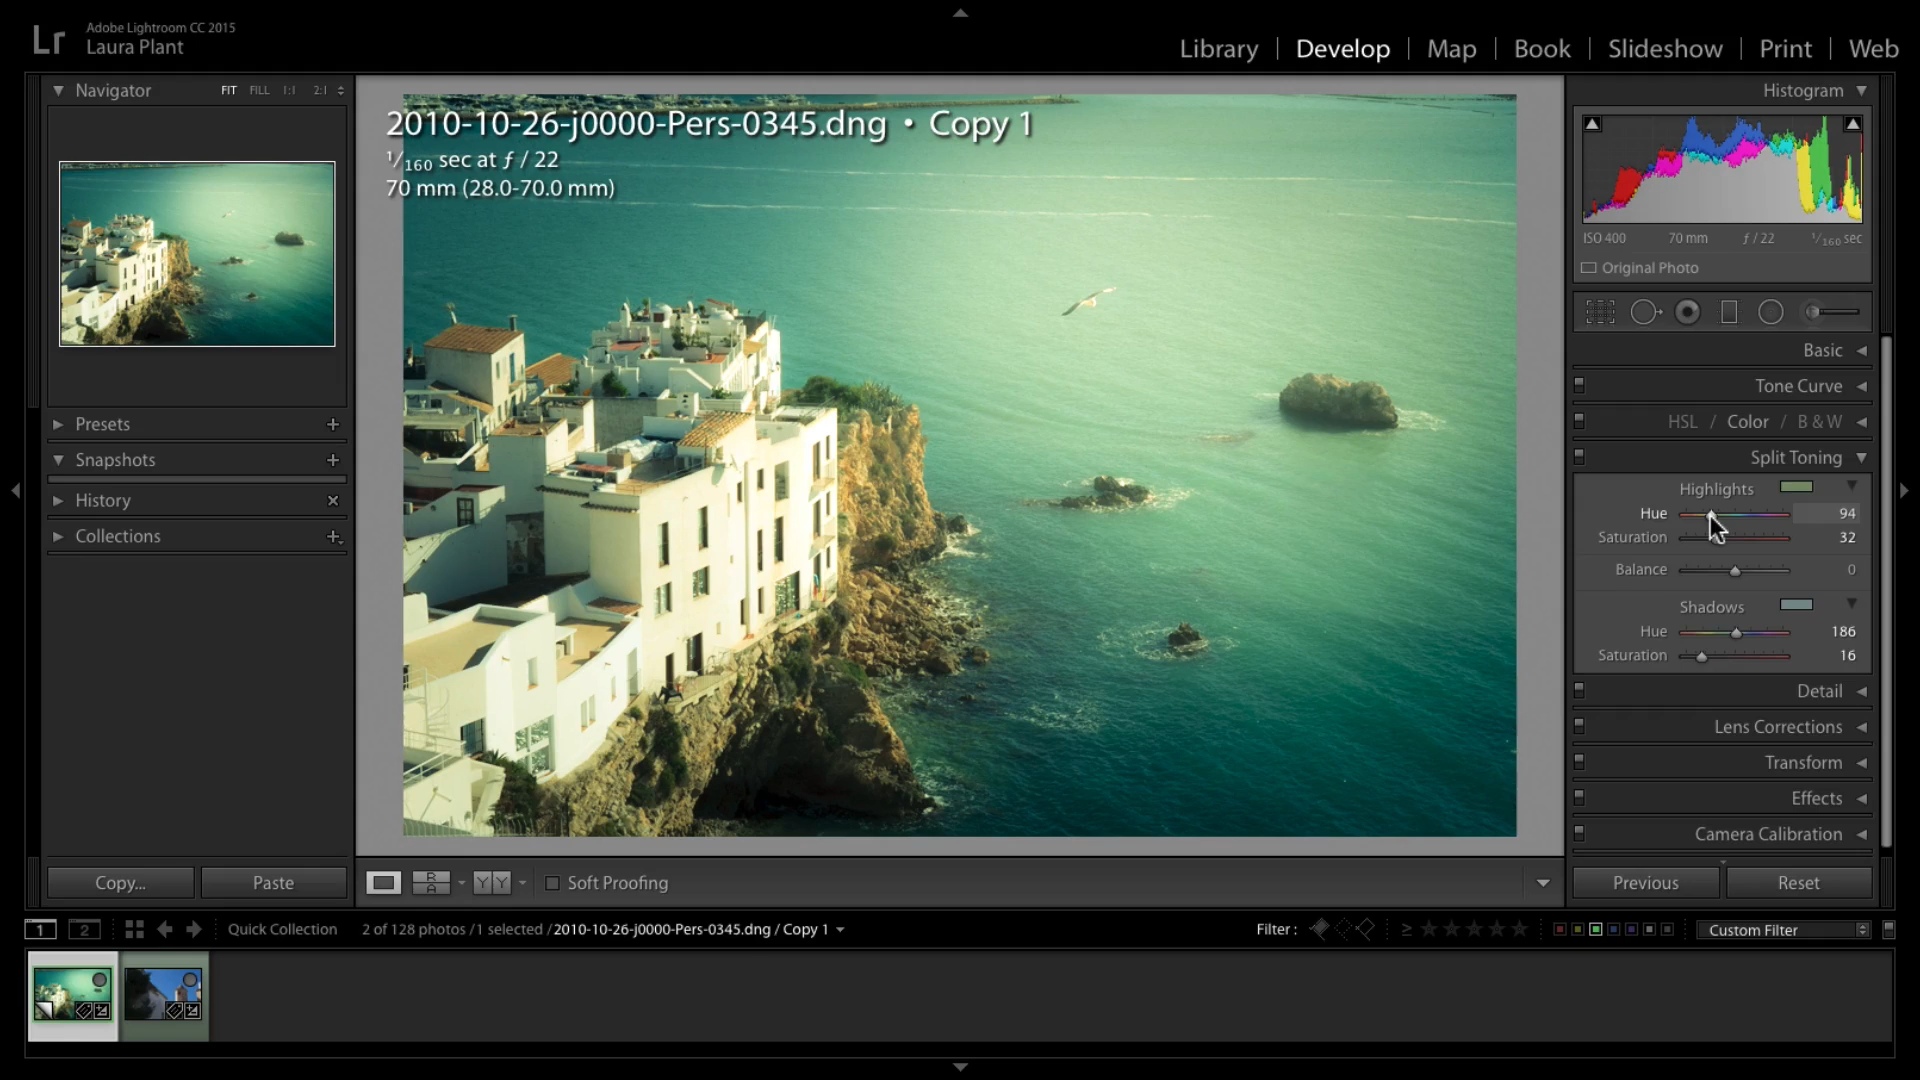 Lr
Adobe Lightroom CC 2015
Laura Plant
Library | Develop | Map | Book | Slideshow | Print | Web
Navigator FIT FILL 1:1 2:1
Presets
Snapshots
History
Collections
Copy... Paste
2010-10-26-j0000-Pers-0345.dng • Copy 1
1/160 sec at ƒ / 22
70 mm (28.0-70.0 mm)
R A Y Y Soft Proofing
Histogram
ISO 400 70 mm ƒ / 22 1/160 sec
Original Photo
Basic
Tone Curve
HSL / Color / B & W
Split Toning
Highlights
Hue 94
Saturation 32
Balance 0
Shadows
Hue 186
Saturation 16
Detail
Lens Corrections
Transform
Effects
Camera Calibration
Previous Reset
1 2 Quick Collection 2 of 128 photos /1 selected /2010-10-26-j0000-Pers-0345.dng / Copy 1 Filter : ≥ Custom Filter